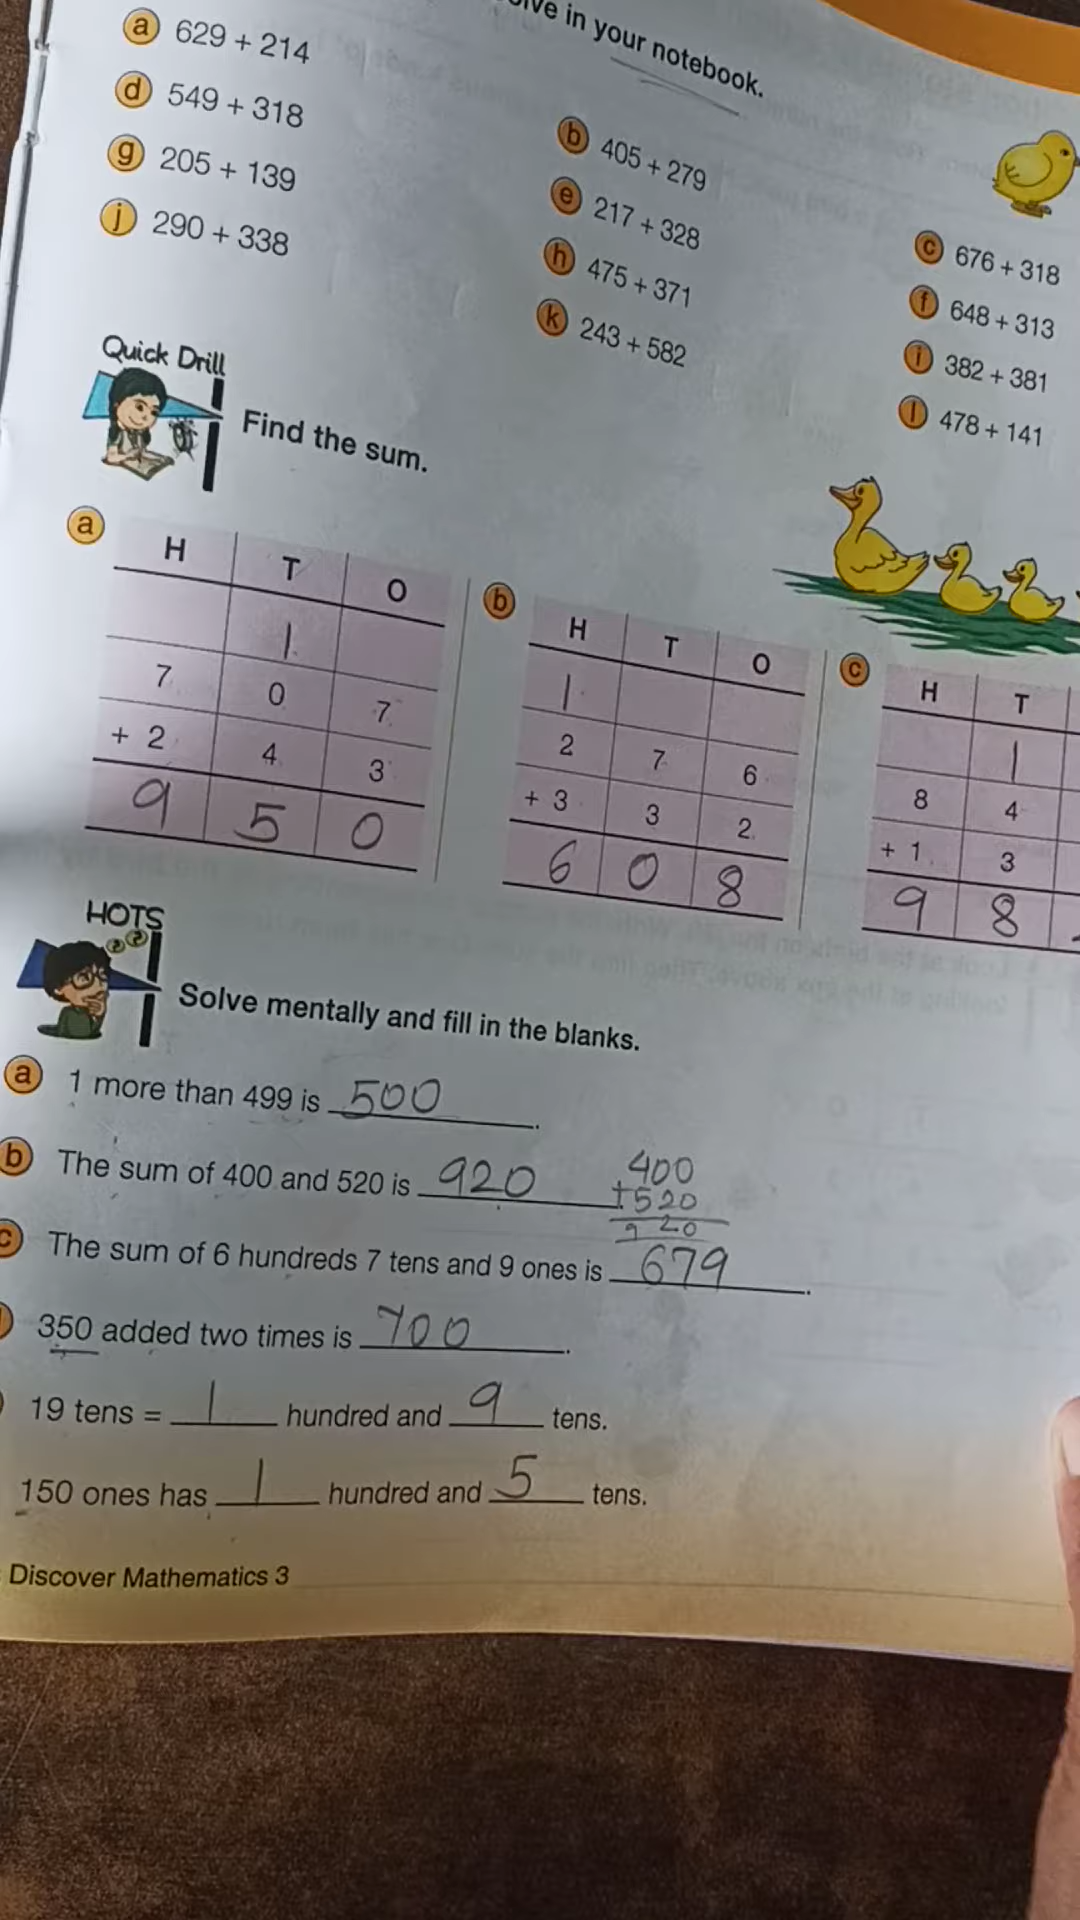 in your notebook.
a 629 + 214
b 405 + 279
c 676 + 318
d 549 + 318
e 217 + 328
f 648 + 313
g 205 + 139
h 475 + 371
i 382 + 381
j 290 + 338
k 243 + 582
l 478 + 141
Quick Drill
Find the sum.
a
H T O
1
7 0 7
+ 2 4 3
9 5 0
b
H T O
1
2 7 6
+ 3 3 2
6 0 8
c
H T
1
8 4
+ 1 3
9 8
HOTS
Solve mentally and fill in the blanks.
a 1 more than 499 is 500.
b The sum of 400 and 520 is 920.
400
+520
920
c The sum of 6 hundreds 7 tens and 9 ones is 679.
350 added two times is 700.
19 tens = 1 hundred and 9 tens.
150 ones has 1 hundred and 5 tens.
Discover Mathematics 3